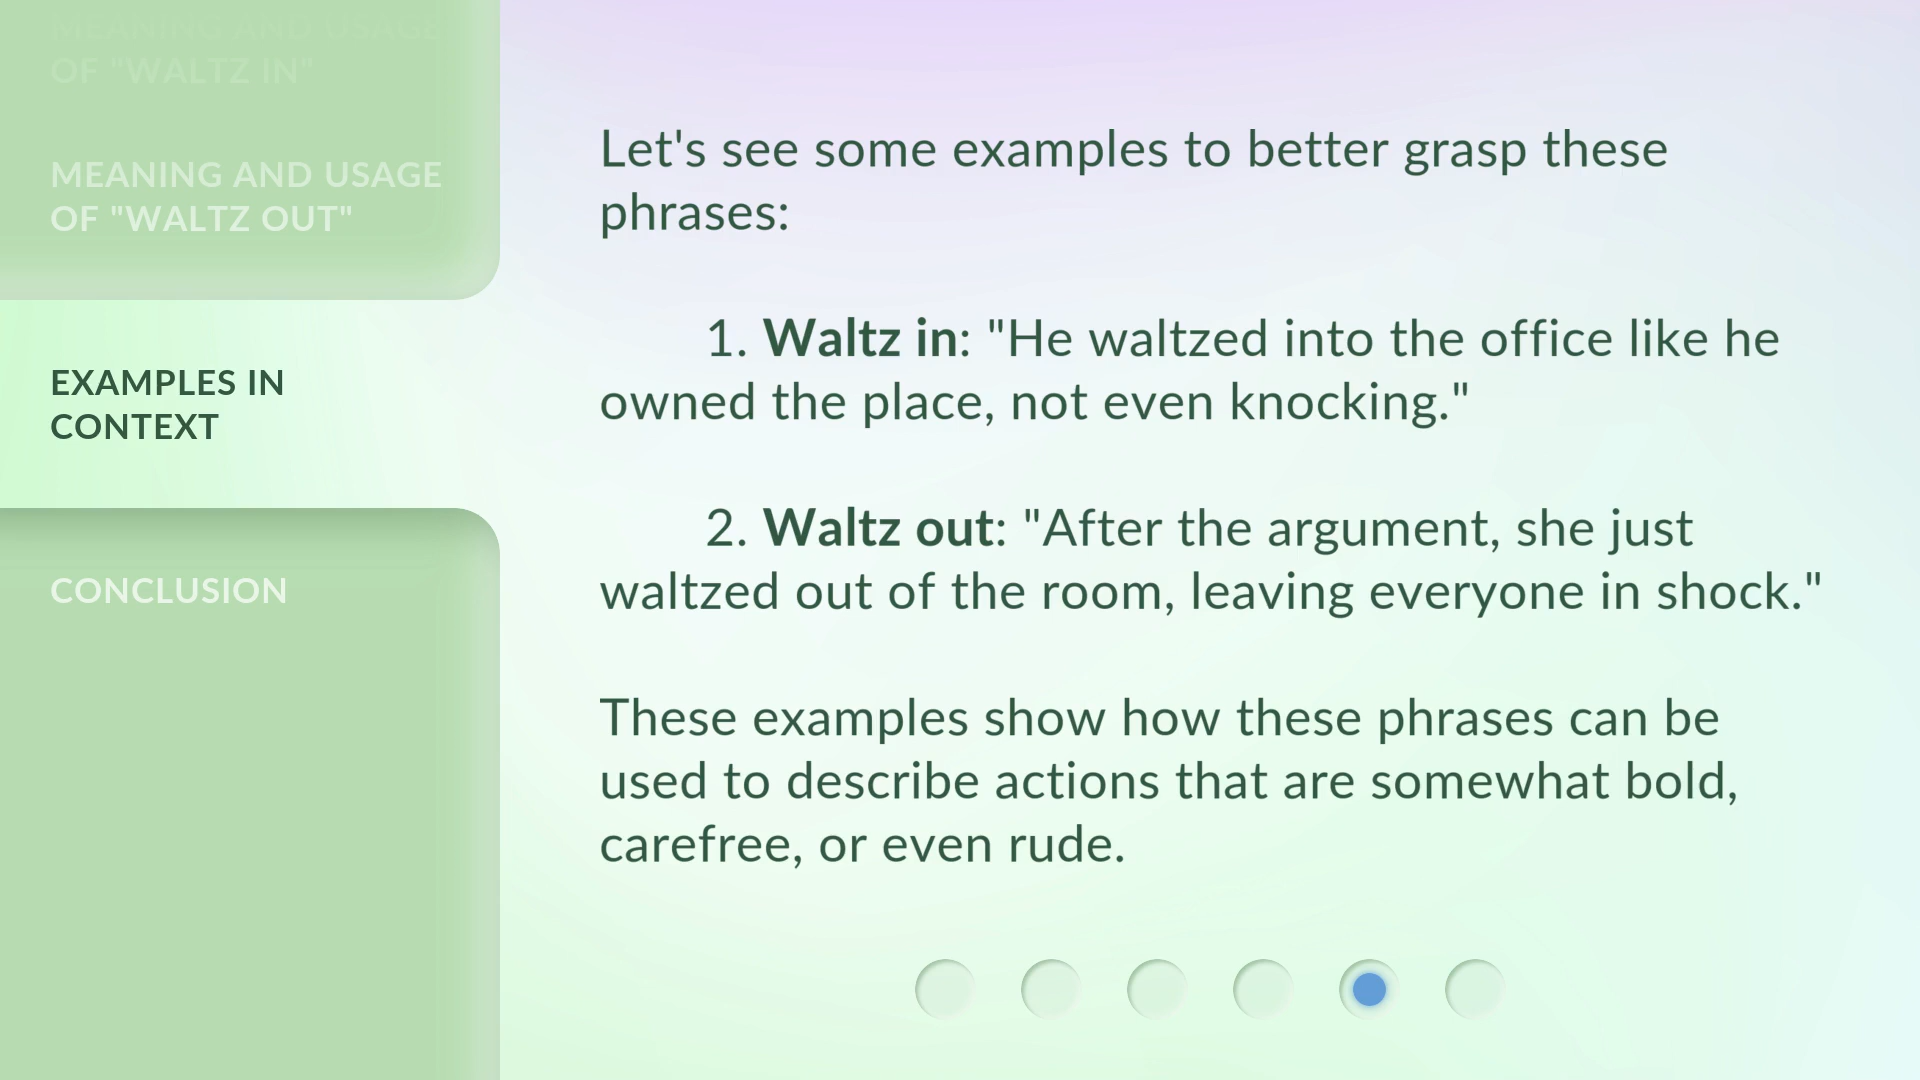 MEANING AND USAGE
OF "WALTZ IN"
MEANING AND USAGE
OF "WALTZ OUT"
EXAMPLES IN
CONTEXT
CONCLUSION
Let's see some examples to better grasp these
phrases:
1. Waltz in: "He waltzed into the office like he
owned the place, not even knocking."
2. Waltz out: "After the argument, she just
waltzed out of the room, leaving everyone in shock."
These examples show how these phrases can be
used to describe actions that are somewhat bold,
carefree, or even rude.